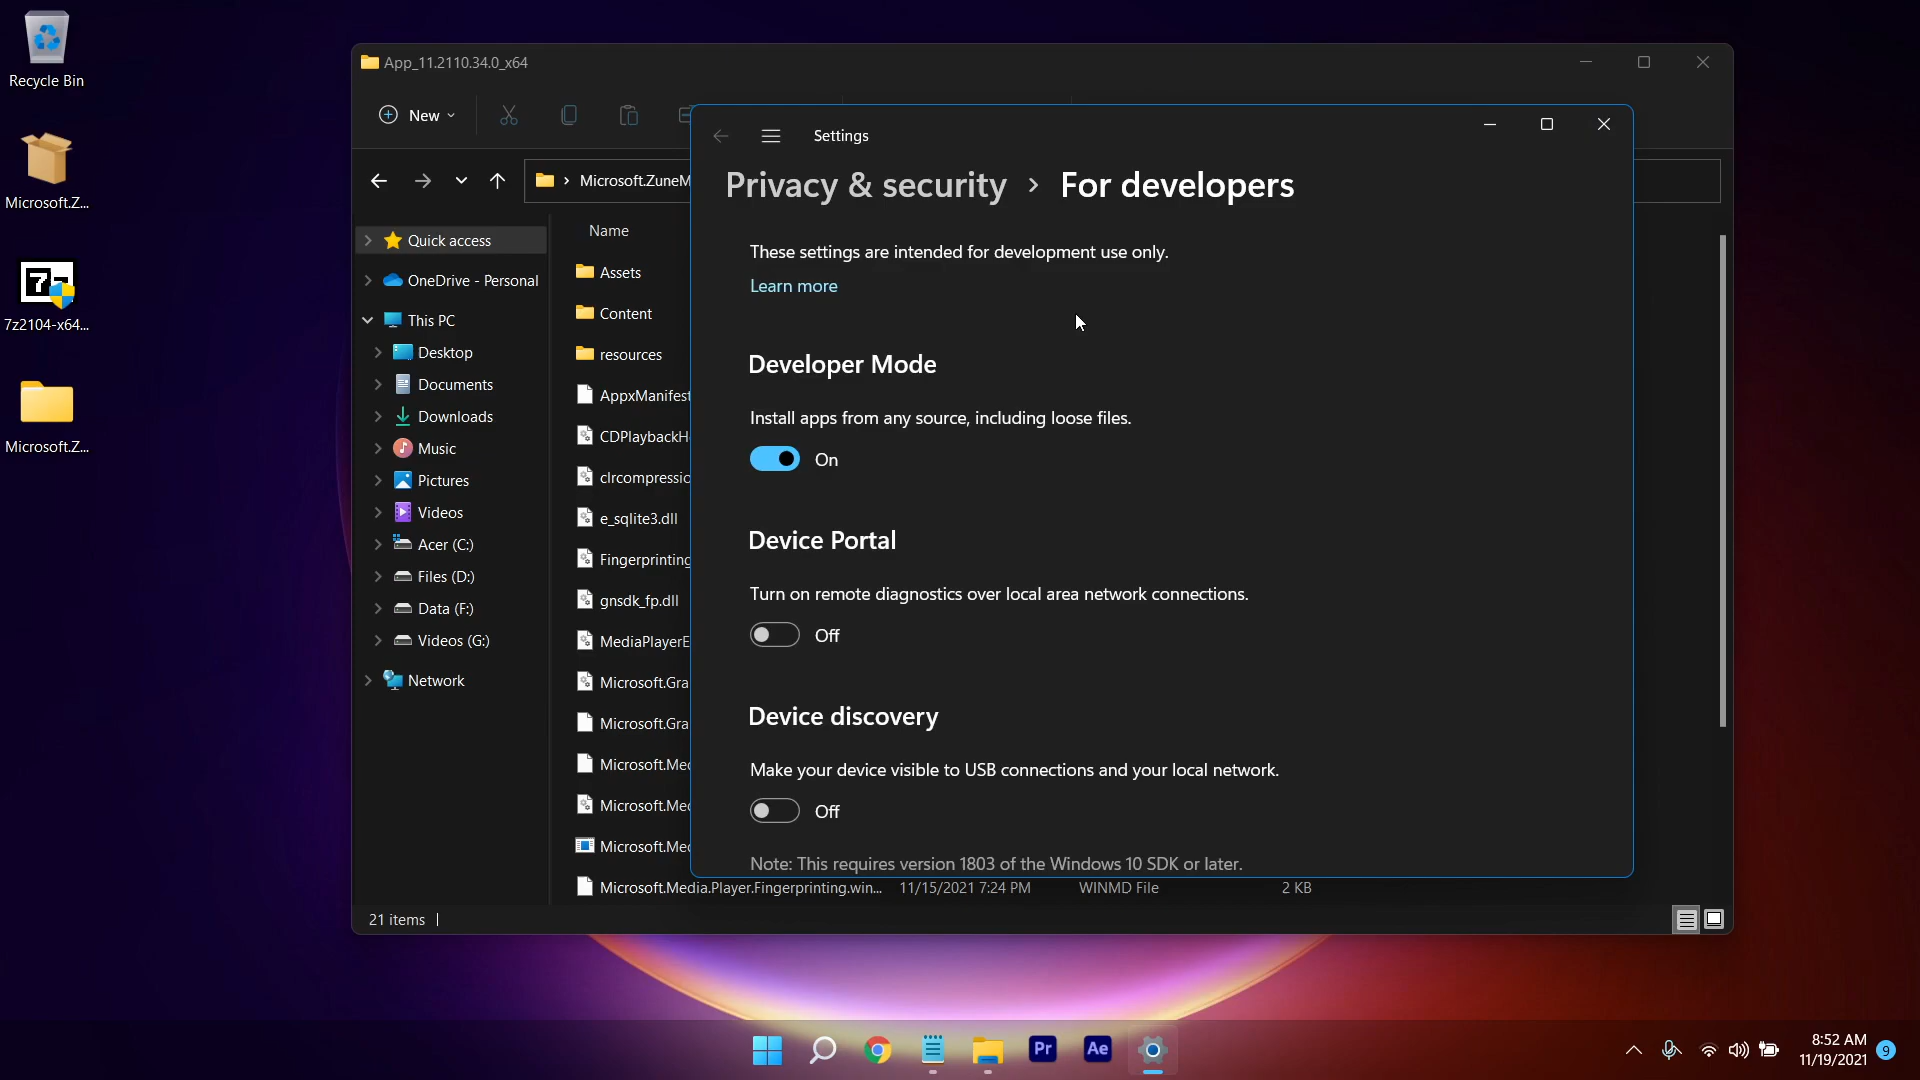 Recycle Bin
Microsoft.Z...
7z2104-x64...
Microsoft.Z...
App_11.2110.34.0_x64
New
Microsoft.ZuneM
Quick access
OneDrive - Personal
This PC
Desktop
Documents
Downloads
Music
Pictures
Videos
Acer (C:)
Files (D:)
Data (F:)
Videos (G:)
Network
Name
Assets
Content
resources
AppxManifest
CDPlaybackH
clrcompressio
e_sqlite3.dll
Fingerprinting
gnsdk_fp.dll
MediaPlayerE
Microsoft.Gra
Microsoft.Gra
Microsoft.Med
Microsoft.Med
Microsoft.Med
Microsoft.Media.Player.Fingerprinting.win... 11/15/2021 7:24 PM WINMD File 2 KB
21 items
Settings
Privacy & security > For developers
These settings are intended for development use only.
Learn more
Developer Mode
Install apps from any source, including loose files.
On
Device Portal
Turn on remote diagnostics over local area network connections.
Off
Device discovery
Make your device visible to USB connections and your local network.
Off
Note: This requires version 1803 of the Windows 10 SDK or later.
Pr
Ae
8:52 AM
11/19/2021
9